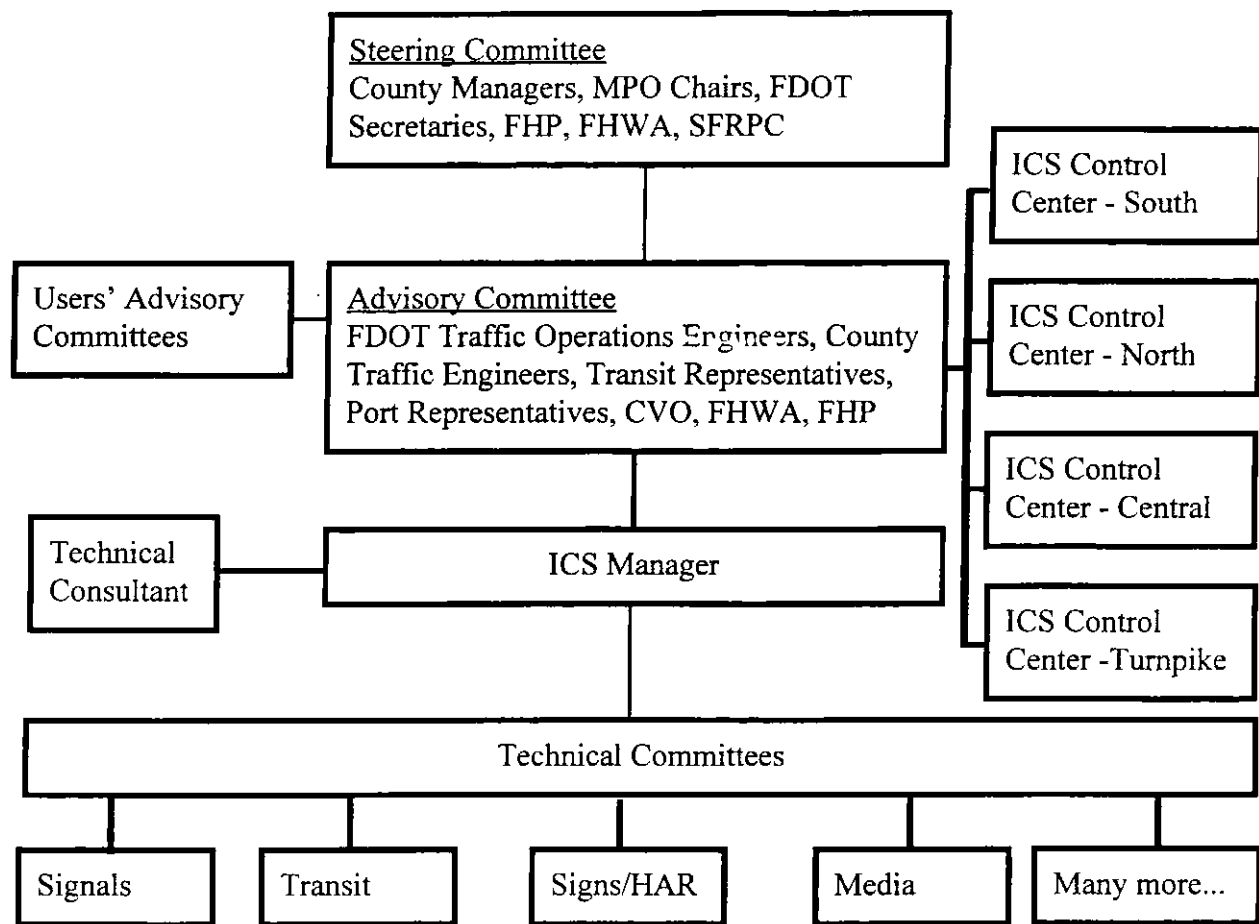 Steering Committee
County Managers, MPO Chairs, FDOT
Secretaries, FHP, FHWA, SFRPC
ICS Control
Center - South
Users’ Advisory
Committees
Advisory Committee
FDOT Traffic Operations Engineers, County
Traffic Engineers, Transit Representatives,
Port Representatives, CVO, FHWA, FHP
ICS Control
Center - North
ICS Control
Center - Central
Technical
Consultant
ICS Manager
ICS Control
Center -Turnpike
Technical Committees
Signals
Transit
Signs/HAR
Media
Many more...